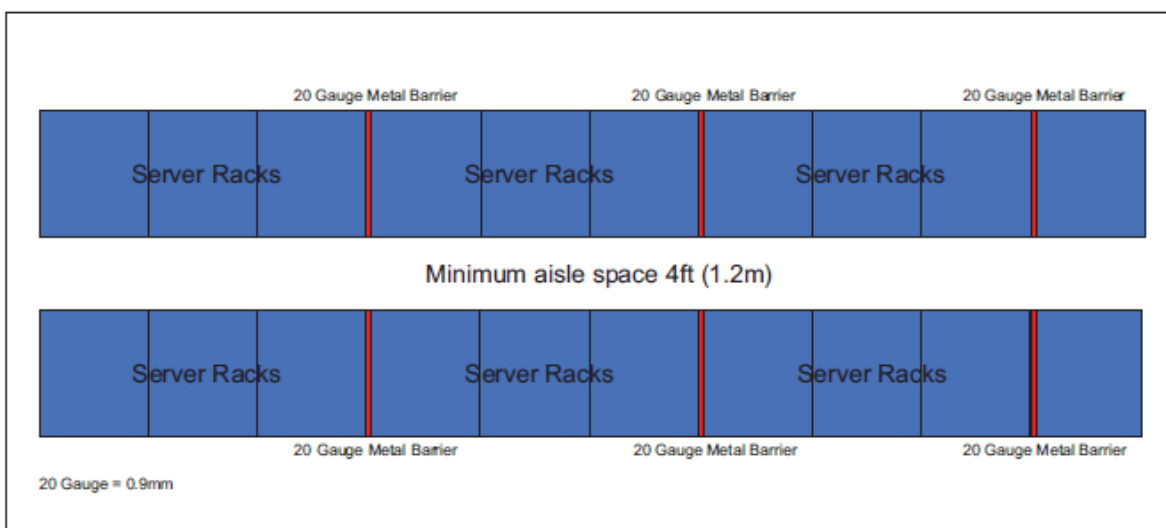 20 Gauge Metal Barrier 20 Gauge Metal Barrier 20 Gauge Metal Barrier
Server Racks Server Racks Server Racks
Minimum aisle space 4ft (1.2m)
Server Racks Server Racks Server Racks
20 Gauge Metal Barrier 20 Gauge Metal Barrier 20 Gauge Metal Barrier
20 Gauge = 0.9mm